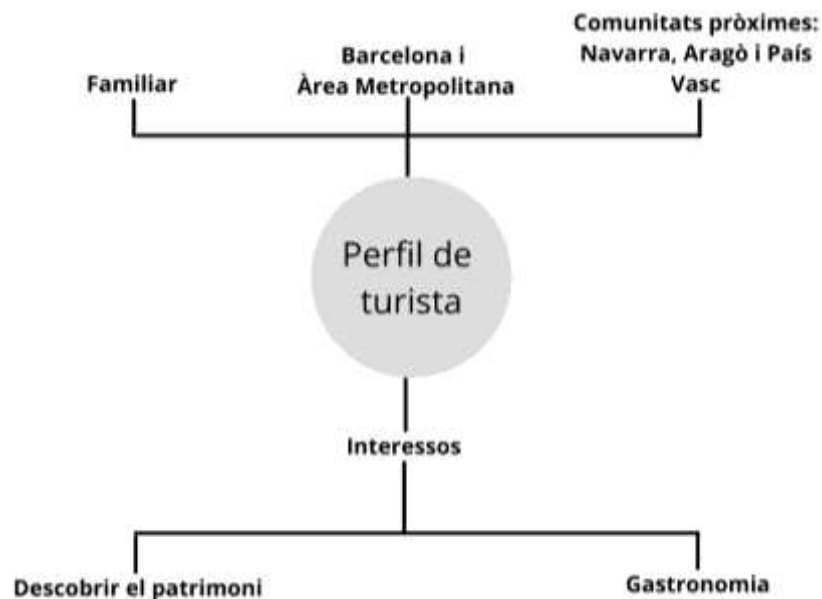 Familiar
Barcelona i
Àrea Metropolitana
Comunitats pròximes:
Navarra, Aragò i País
Vasc
Perfil de
turista
Interessos
Descobrir el patrimoni
Gastronomia